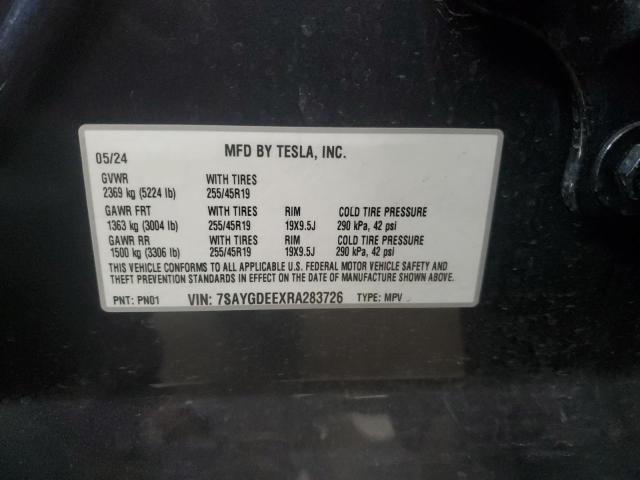 05/24 MFD BY TESLA, INC.
GVWR WITH TIRES
2369 kg (5224 lb) 255/45R19
GAWR FRT WITH TIRES RIM COLD TIRE PRESSURE
1363 kg (3004 lb) 255/45R19 19X9.5J 290 kPa, 42 psi
GAWR RR WITH TIRES RIM COLD TIRE PRESSURE
1500 kg (3306 lb) 255/45R19 19X9.5J 290 kPa, 42 psi
THIS VEHICLE CONFORMS TO ALL APPLICABLE U.S. FEDERAL MOTOR VEHICLE SAFETY AND
THEFT PREVENTION STANDARDS IN EFFECT ON THE DATE OF MANUFACTURE SHOWN ABOVE.
PNT: PN01 VIN: 7SAYGDEEXRA283726 TYPE: MPV